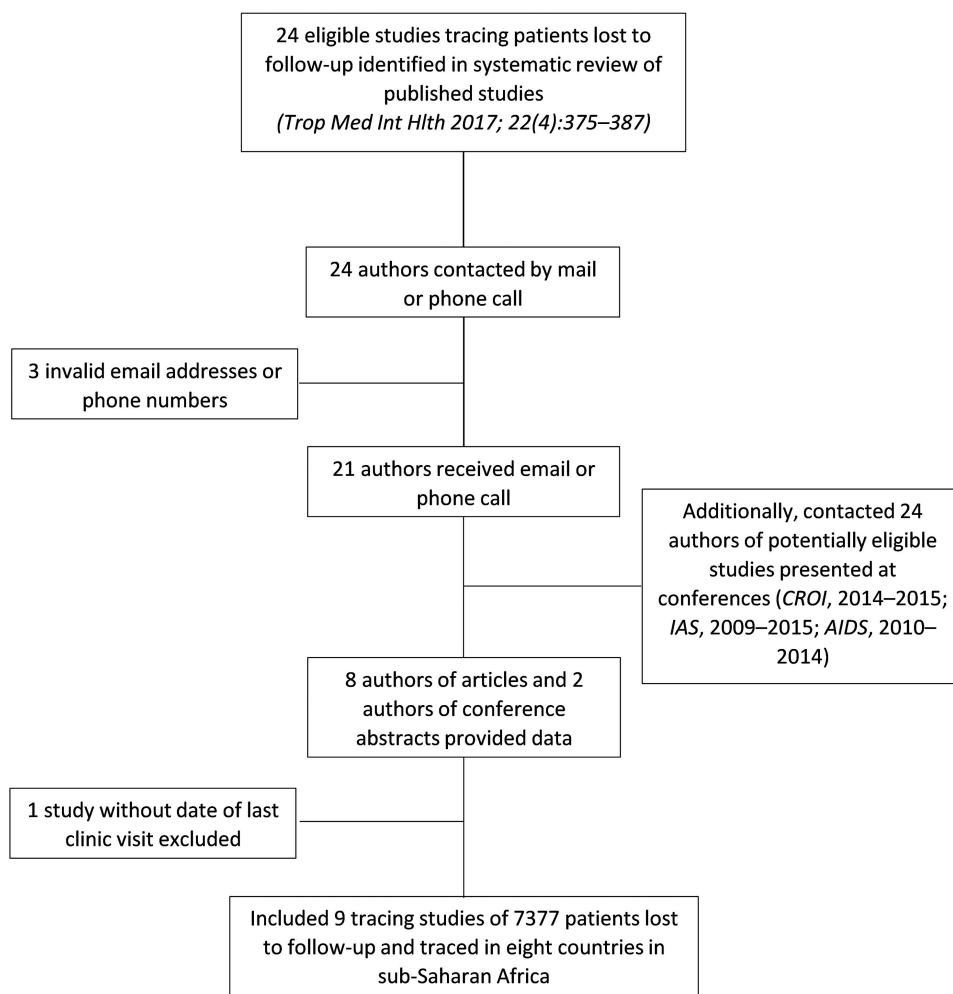 24 eligible studies tracing patients lost to
follow-up identified in systematic review of
published studies
(Trop Med Int Hlth 2017; 22(4):375–387)
24 authors contacted by mail
or phone call
3 invalid email addresses or
phone numbers
21 authors received email or
phone call
Additionally, contacted 24
authors of potentially eligible
studies presented at
conferences (CROI, 2014–2015;
IAS, 2009–2015; AIDS, 2010–
2014)
8 authors of articles and 2
authors of conference
abstracts provided data
1 study without date of last
clinic visit excluded
Included 9 tracing studies of 7377 patients lost
to follow-up and traced in eight countries in
sub-Saharan Africa